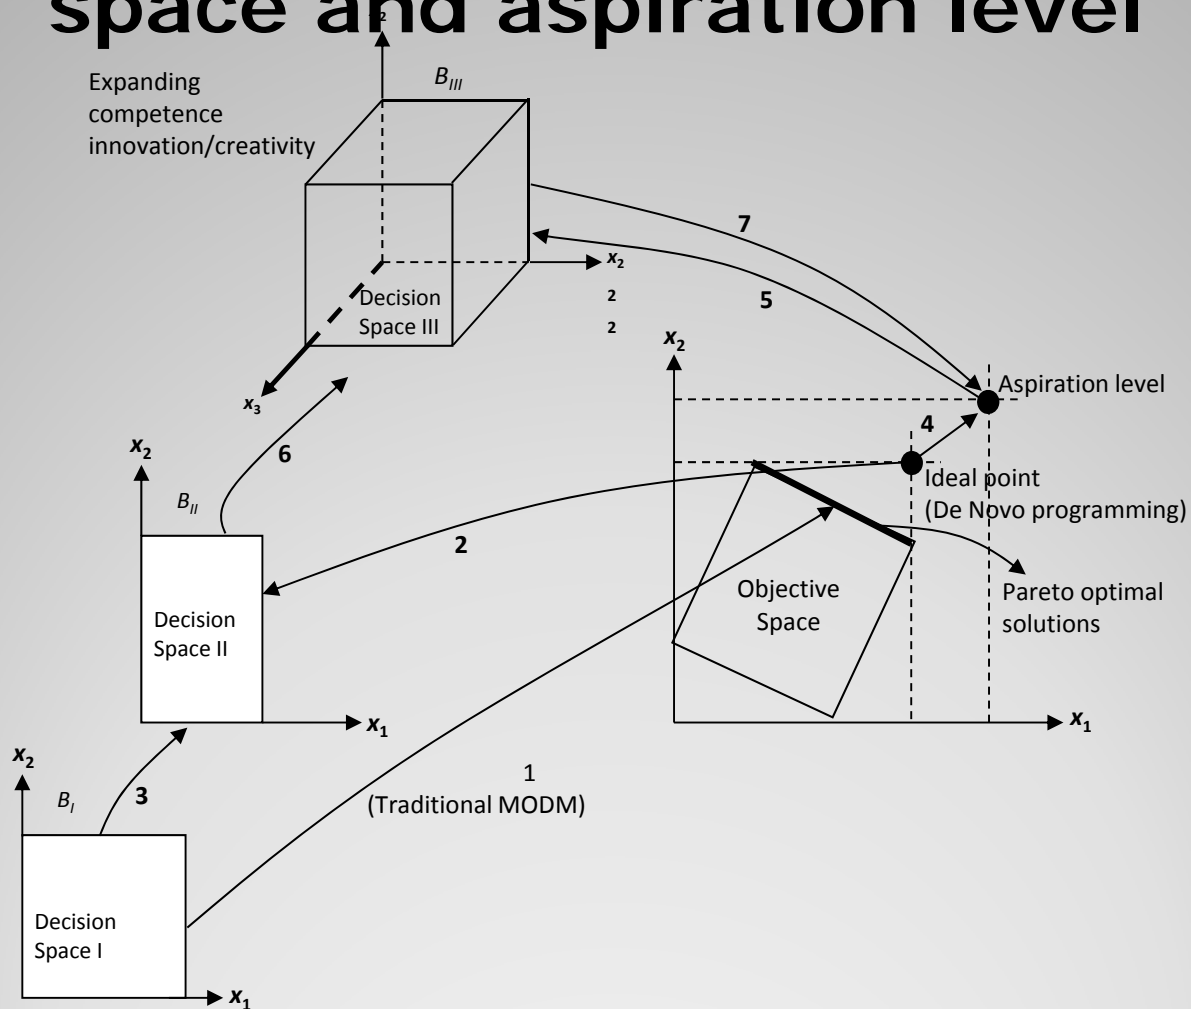 space and aspiration level
Expanding
competence
innovation/creativity
B_III
x_2
2
2
Decision
Space III
x_3
7
5
6
x_2
Aspiration level
4
Ideal point
(De Novo programming)
x_2
B_II
2
Decision
Space II
Objective
Space
Pareto optimal
solutions
x_1
x_1
x_2
B_I
3
1
(Traditional MODM)
Decision
Space I
x_1